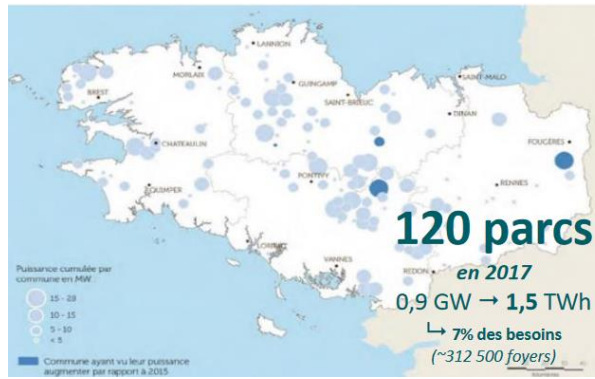 LANNION
MORLAIX
GUINGAMP
SAINT-MALO
BREST
SAINT-BRIEUC
DINAN
CHATEAULIN
FOUGÈRES
PONTIVY
RENNES
QUIMPER
LORIENT
VANNES
REDON
120 parcs
en 2017
0,9 GW → 1,5 TWh
↳ 7% des besoins
(~312 500 foyers)
Puissance cumulée par
commune en MW
15 - 28
10 - 15
5 - 10
< 5
Commune ayant vu leur puissance
augmenter par rapport à 2015